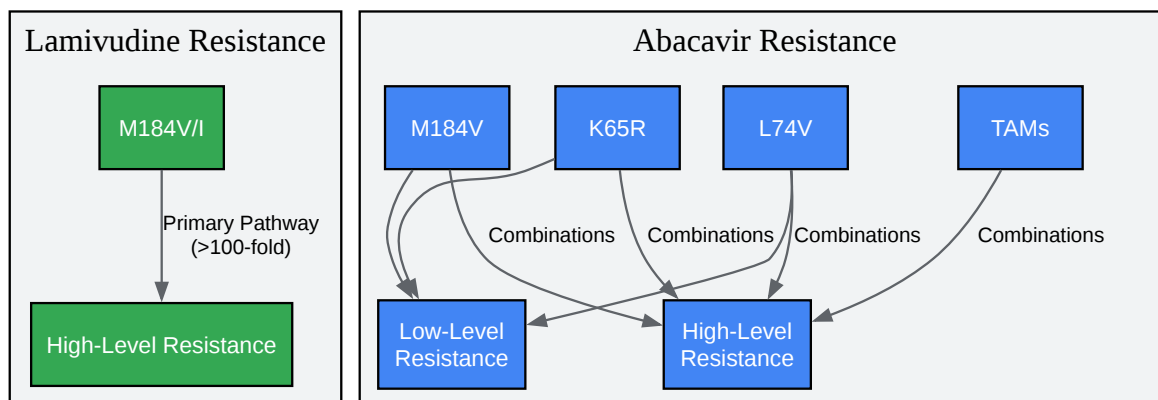 Lamivudine Resistance
M184V/I
Primary Pathway
(>100-fold)
High-Level Resistance
Abacavir Resistance
M184V
K65R
L74V
TAMs
Combinations
Combinations
Combinations
Combinations
Low-Level
Resistance
High-Level
Resistance